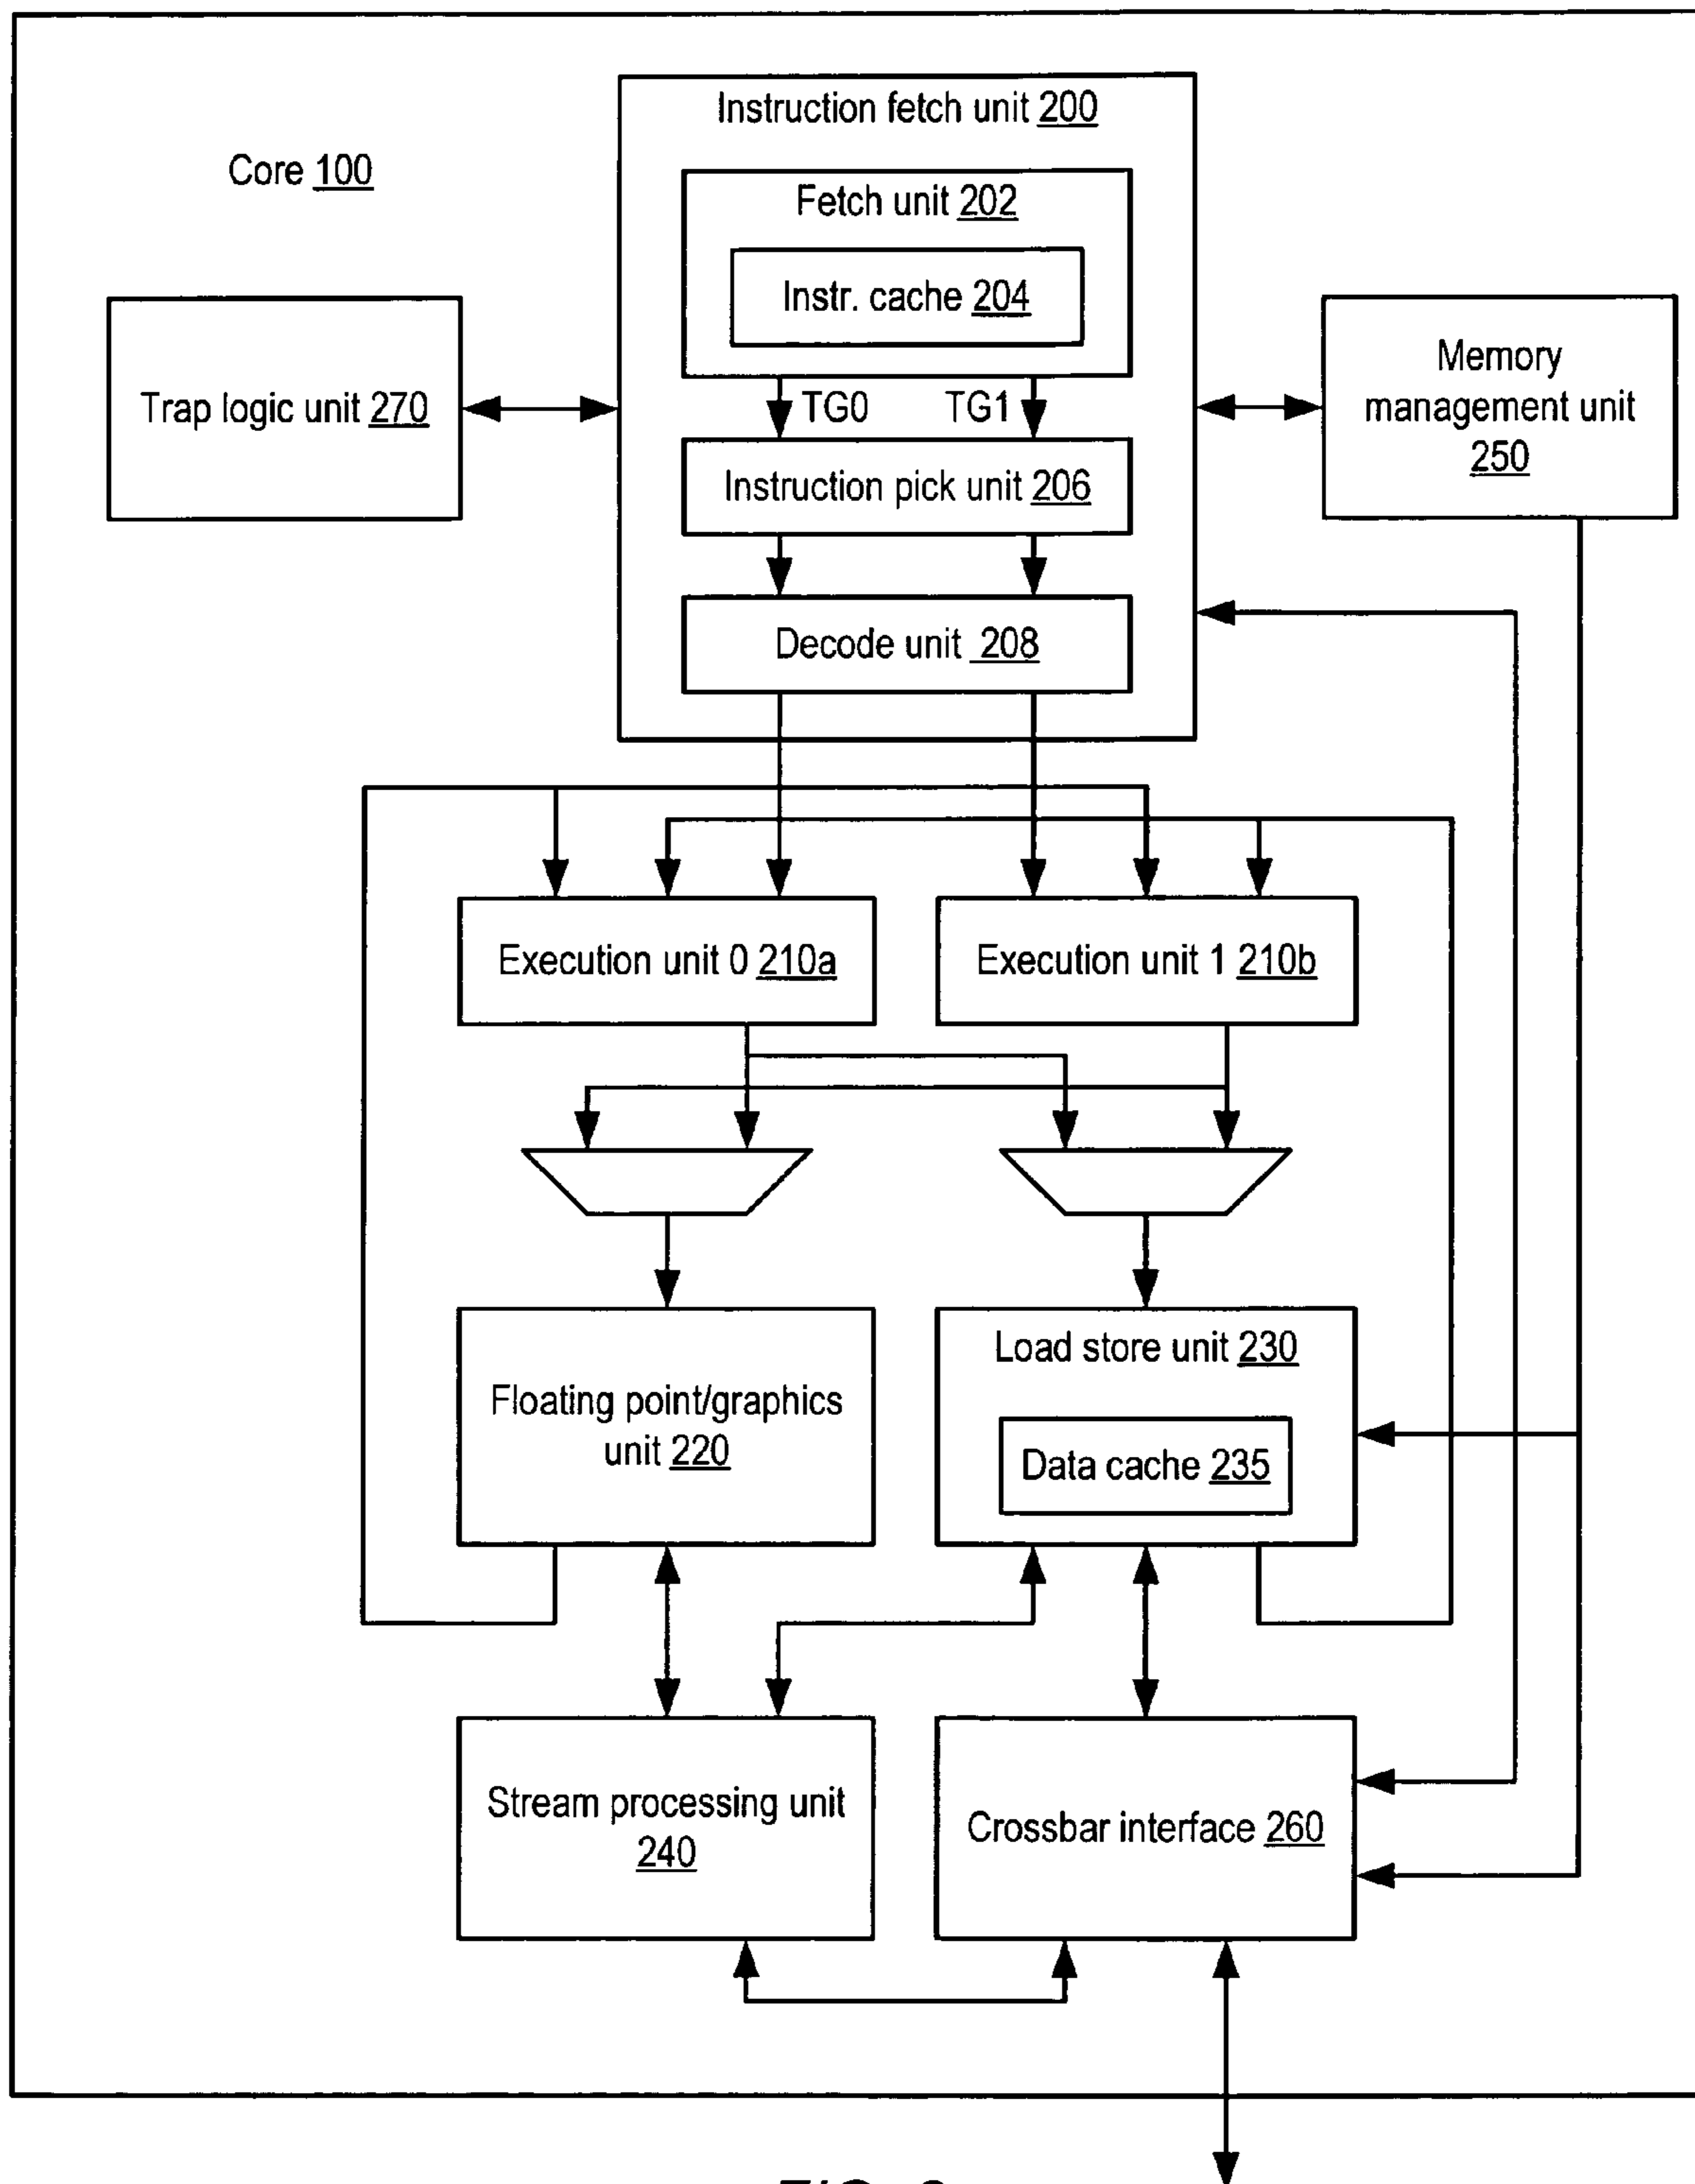 Instruction fetch unit 200
Core 100
Fetch unit 202
Instr. cache 204
Trap logic unit 270
TG0
TG1
Memory
management unit
250
Instruction pick unit 206
Decode unit 208
Execution unit 0 210a
Execution unit 1 210b
Load store unit 230
Floating point/graphics
unit 220
Data cache 235
Stream processing unit
240
Crossbar interface 260